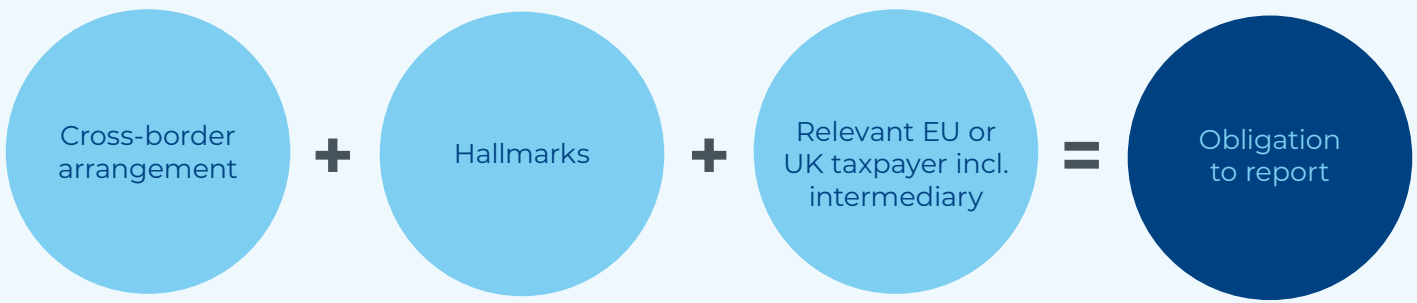 Cross-border
arrangement
+
Hallmarks
+
Relevant EU or
UK taxpayer incl.
intermediary
=
Obligation
to report